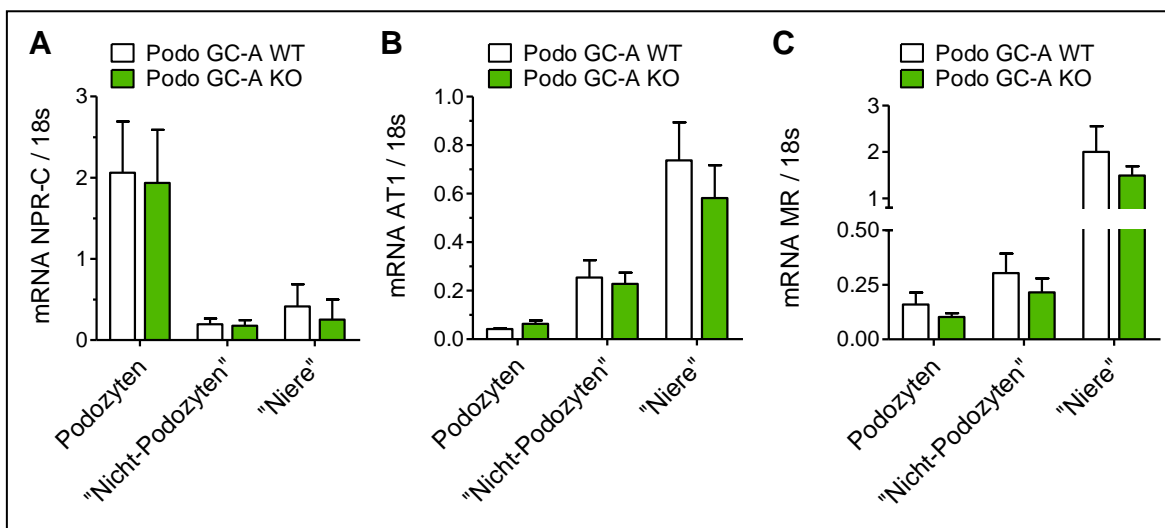 A
Podo GC-A WT
Podo GC-A KO
mRNA NPR-C / 18s
3
2
1
0
Podozyten
"Nicht-Podozyten"
"Niere"
B
Podo GC-A WT
Podo GC-A KO
mRNA AT1 / 18s
1.0
0.8
0.6
0.4
0.2
0.0
Podozyten
"Nicht-Podozyten"
"Niere"
C
Podo GC-A WT
Podo GC-A KO
mRNA MR / 18s
3
2
1
0.50
0.25
0.00
Podozyten
"Nicht-Podozyten"
"Niere"